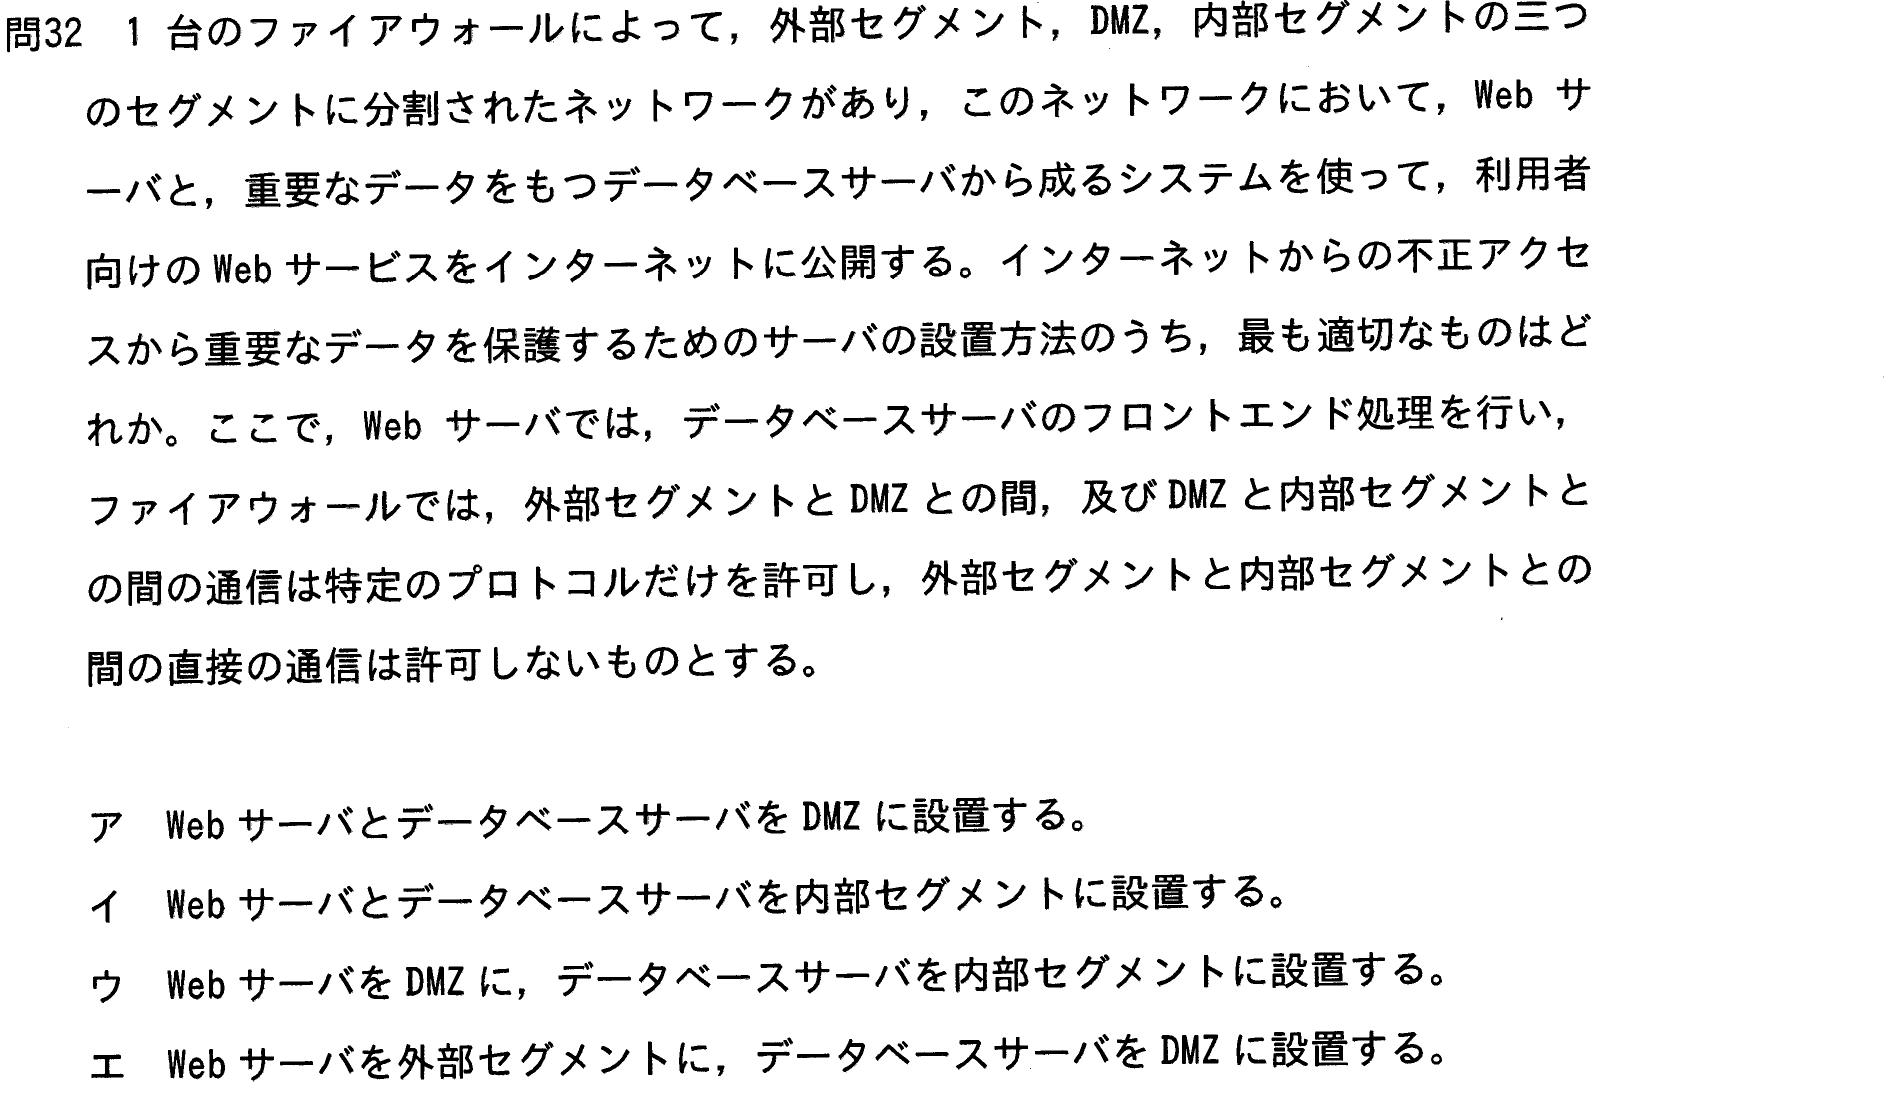 問32 1 台のファイアウォールによって，外部セグメント，DMZ，内部セグメントの三つ
のセグメントに分割されたネットワークがあり，このネットワークにおいて，Web サ
ーバと，重要なデータをもつデータベースサーバから成るシステムを使って，利用者
向けの Web サービスをインターネットに公開する。インターネットからの不正アクセ
スから重要なデータを保護するためのサーバの設置方法のうち，最も適切なものはど
れか。ここで，Web サーバでは，データベースサーバのフロントエンド処理を行い，
ファイアウォールでは，外部セグメントと DMZ との間，及び DMZ と内部セグメントと
の間の通信は特定のプロトコルだけを許可し，外部セグメントと内部セグメントとの
間の直接の通信は許可しないものとする。
ア Web サーバとデータベースサーバを DMZ に設置する。
イ Web サーバとデータベースサーバを内部セグメントに設置する。
ウ Web サーバを DMZ に，データベースサーバを内部セグメントに設置する。
エ Web サーバを外部セグメントに，データベースサーバを DMZ に設置する。